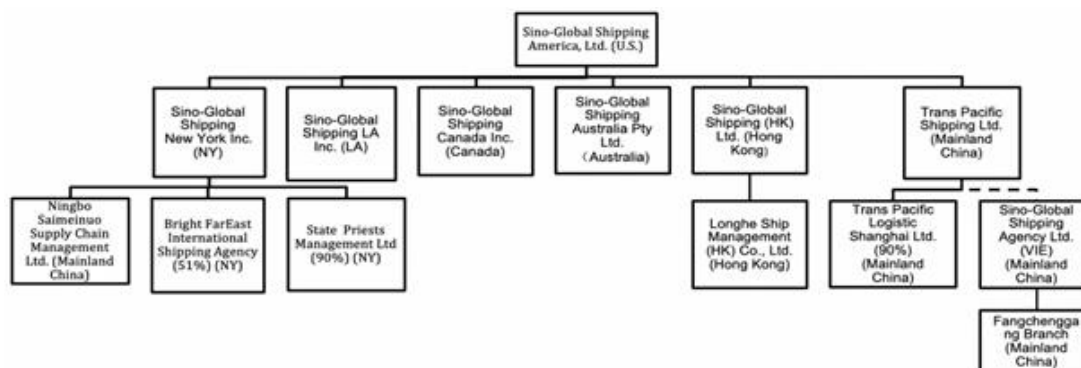 Sino-Global Shipping
America, Ltd. (U.S.)
Sino-Global
Shipping
New York Inc.
(NY)
Sino-Global
Shipping LA
Inc. (LA)
Sino-Global
Shipping
Canada Inc.
(Canada)
Sino-Global
Shipping
Australia Pty
Ltd.
(Australia)
Sino-Global
Shipping (HK)
Ltd. (Hong
Kong)
Trans Pacific
Shipping Ltd.
(Mainland
China)
Ningbo
Saimeinuo
Supply Chain
Management
Ltd. (Mainland
China)
Bright FarEast
International
Shipping Agency
(51%) (NY)
State Priests
Management Ltd
(90%) (NY)
Longhe Ship
Management
(HK) Co., Ltd.
(Hong Kong)
Trans Pacific
Logistic
Shanghai Ltd.
(90%)
(Mainland
China)
Sino-Global
Shipping
Agency Ltd.
(VIE)
(Mainland
China)
Fangchengga
ng Branch
(Mainland
China)